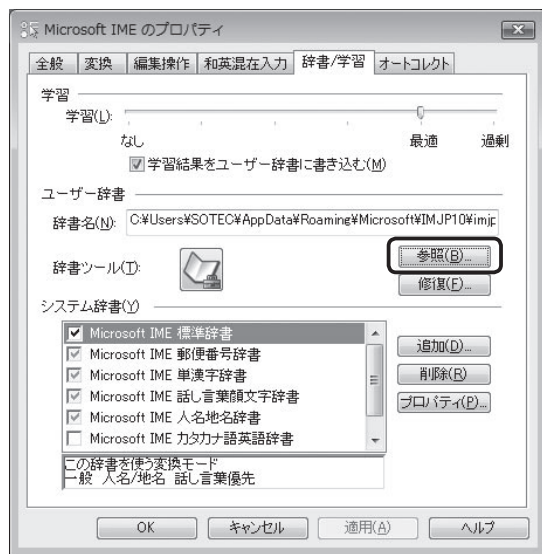 Microsoft IME のプロパティ
全般 変換 編集操作 和英混在入力 辞書/学習 オートコレクト
学習
学習(L):
なし 最適 過剰
学習結果をユーザー辞書に書き込む(M)
ユーザー辞書
辞書名(N): C:¥Users¥SOTEC¥AppData¥Roaming¥Microsoft¥IMJP10¥imjp
参照(B)...
辞書ツール(T):
修復(F)...
システム辞書(Y)
Microsoft IME 標準辞書
Microsoft IME 郵便番号辞書
Microsoft IME 単漢字辞書
Microsoft IME 話し言葉顔文字辞書
Microsoft IME 人名地名辞書
Microsoft IME カタカナ語英語辞書
追加(D)...
削除(R)
プロパティ(P)...
この辞書を使う変換モード
一般 人名/地名 話し言葉優先
OK キャンセル 適用(A) ヘルプ